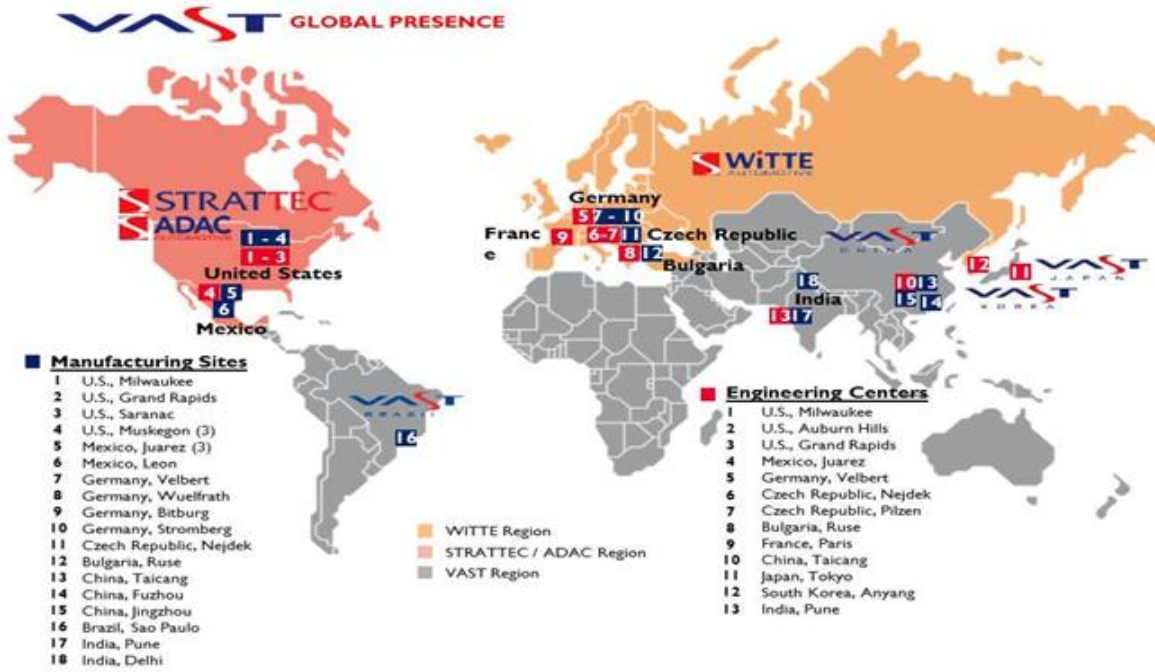 VAST GLOBAL PRESENCE
WiTTE
AUTOMOTIVE
STRATTEC
ADAC
AUTOMOTIVE
Germany
5 7 - 10
Franc
e
9
6-7 11
Czech Republic
8 12
Bulgaria
1 - 4
1 - 3
United States
4 5
6
Mexico
VAST
CHINA
12
11
VAST
JAPAN
VAST
KOREA
18
India
13 17
10 13
15 14
VAST
BRAZIL
16
Manufacturing Sites
1 U.S., Milwaukee
2 U.S., Grand Rapids
3 U.S., Saranac
4 U.S., Muskegon (3)
5 Mexico, Juarez (3)
6 Mexico, Leon
7 Germany, Velbert
8 Germany, Wuelfrath
9 Germany, Bitburg
10 Germany, Stromberg
11 Czech Republic, Nejdek
12 Bulgaria, Ruse
13 China, Taicang
14 China, Fuzhou
15 China, Jingzhou
16 Brazil, Sao Paulo
17 India, Pune
18 India, Delhi
WITTE Region
STRATTEC / ADAC Region
VAST Region
Engineering Centers
1 U.S., Milwaukee
2 U.S., Auburn Hills
3 U.S., Grand Rapids
4 Mexico, Juarez
5 Germany, Velbert
6 Czech Republic, Nejdek
7 Czech Republic, Pilzen
8 Bulgaria, Ruse
9 France, Paris
10 China, Taicang
11 Japan, Tokyo
12 South Korea, Anyang
13 India, Pune